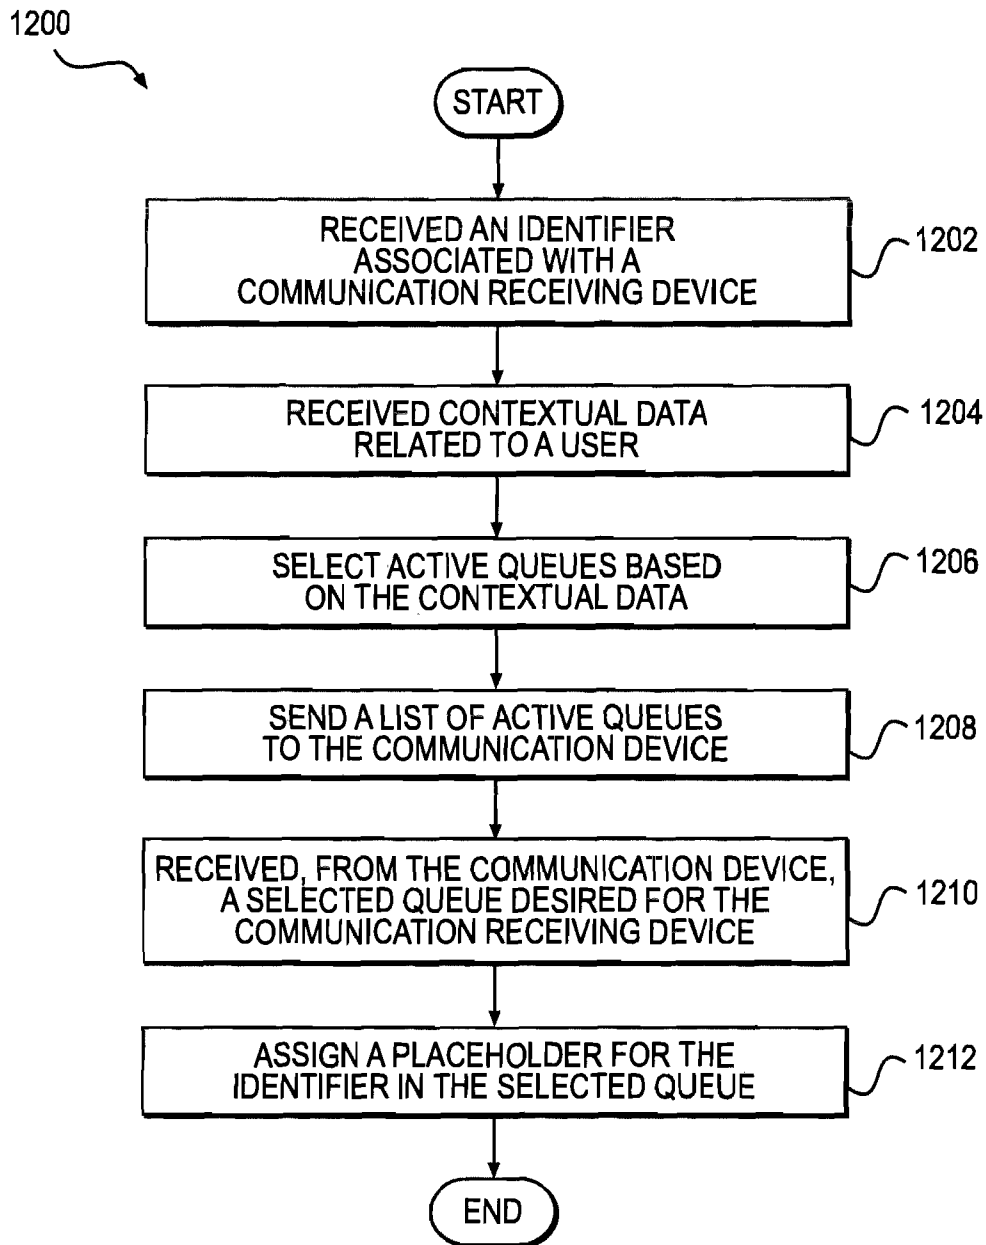 1200
START
RECEIVED AN IDENTIFIER
ASSOCIATED WITH A
COMMUNICATION RECEIVING DEVICE
1202
RECEIVED CONTEXTUAL DATA
RELATED TO A USER
1204
SELECT ACTIVE QUEUES BASED
ON THE CONTEXTUAL DATA
1206
SEND A LIST OF ACTIVE QUEUES
TO THE COMMUNICATION DEVICE
1208
RECEIVED, FROM THE COMMUNICATION DEVICE,
A SELECTED QUEUE DESIRED FOR THE
COMMUNICATION RECEIVING DEVICE
1210
ASSIGN A PLACEHOLDER FOR THE
IDENTIFIER IN THE SELECTED QUEUE
1212
END